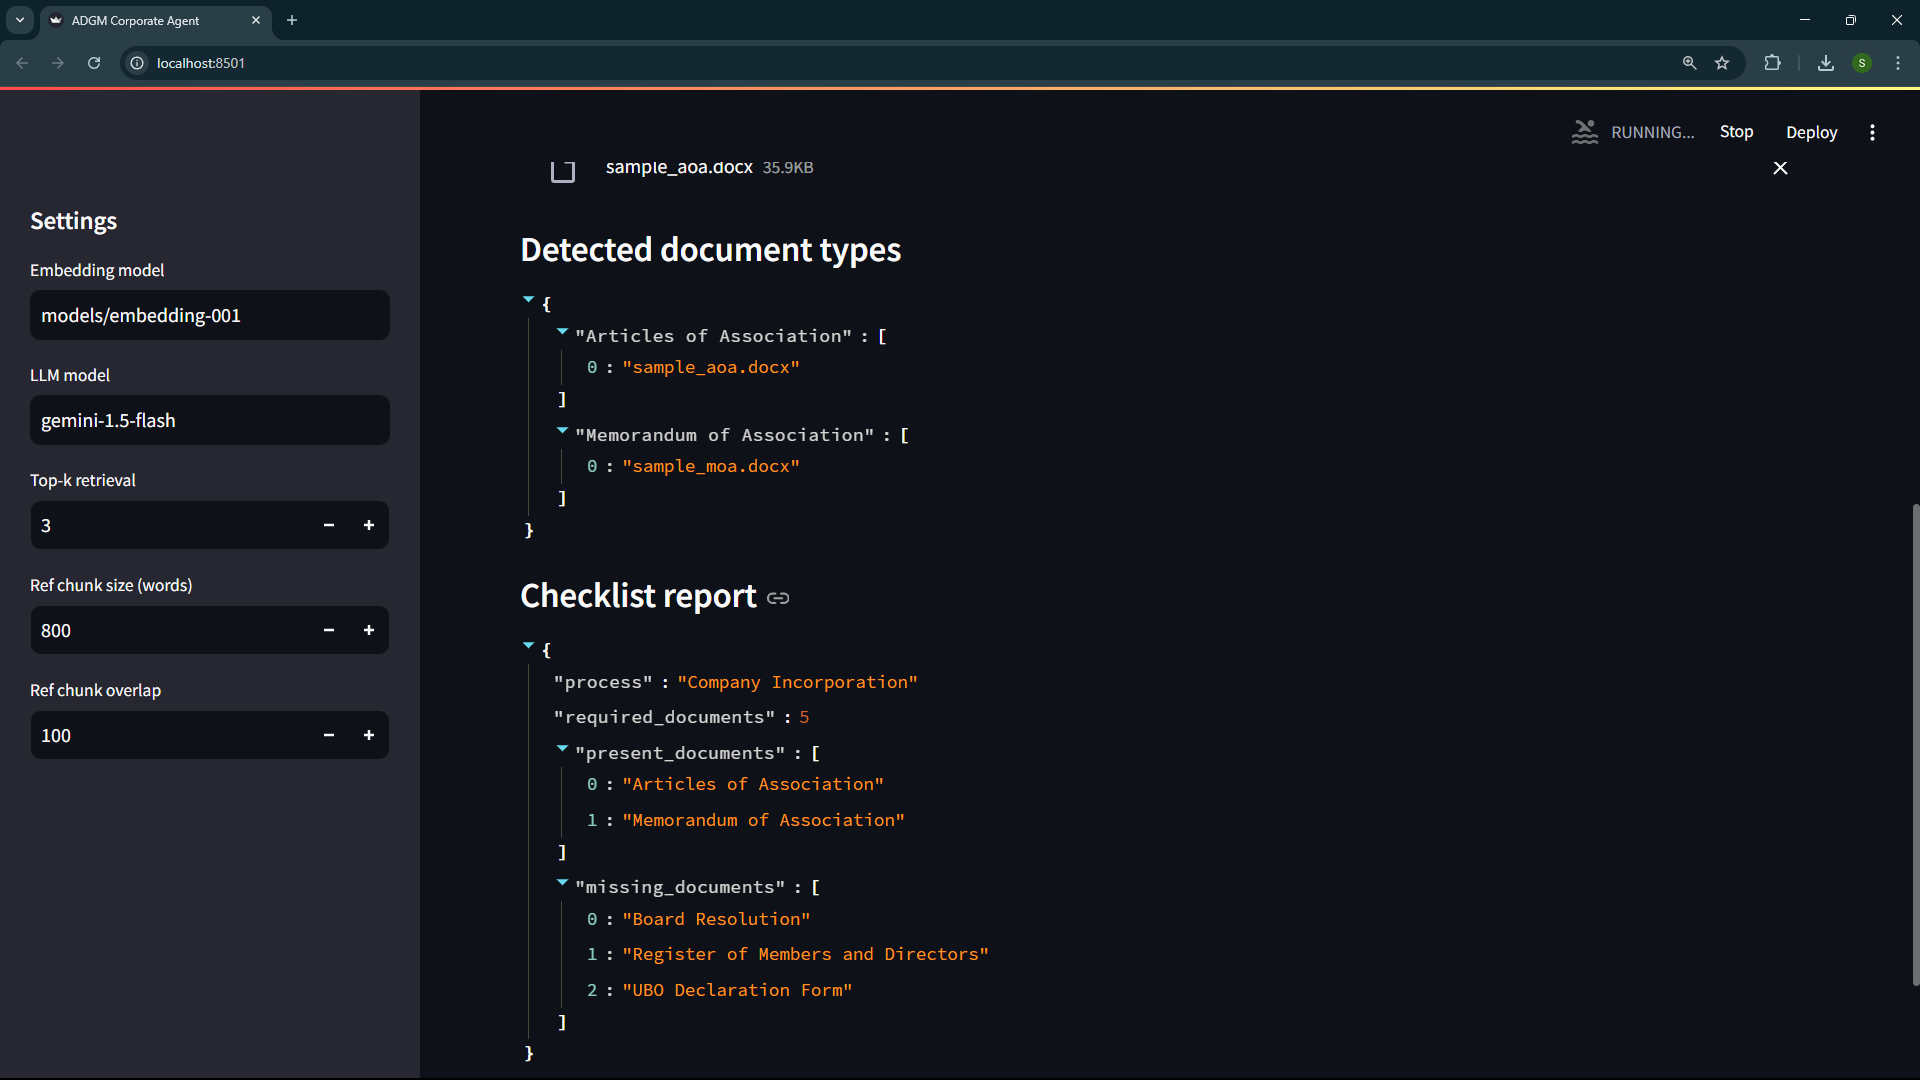 ADGM Corporate Agent
localhost:8501
S
RUNNING...
Stop
Deploy
Settings
Embedding model
models/embedding-001
LLM model
gemini-1.5-flash
Top-k retrieval
3
Ref chunk size (words)
800
Ref chunk overlap
100
sample_aoa.docx 35.9KB
Detected document types
{
"Articles of Association" : [
0 : "sample_aoa.docx"
]
"Memorandum of Association" : [
0 : "sample_moa.docx"
]
}
Checklist report
{
"process" : "Company Incorporation"
"required_documents" : 5
"present_documents" : [
0 : "Articles of Association"
1 : "Memorandum of Association"
]
"missing_documents" : [
0 : "Board Resolution"
1 : "Register of Members and Directors"
2 : "UBO Declaration Form"
]
}